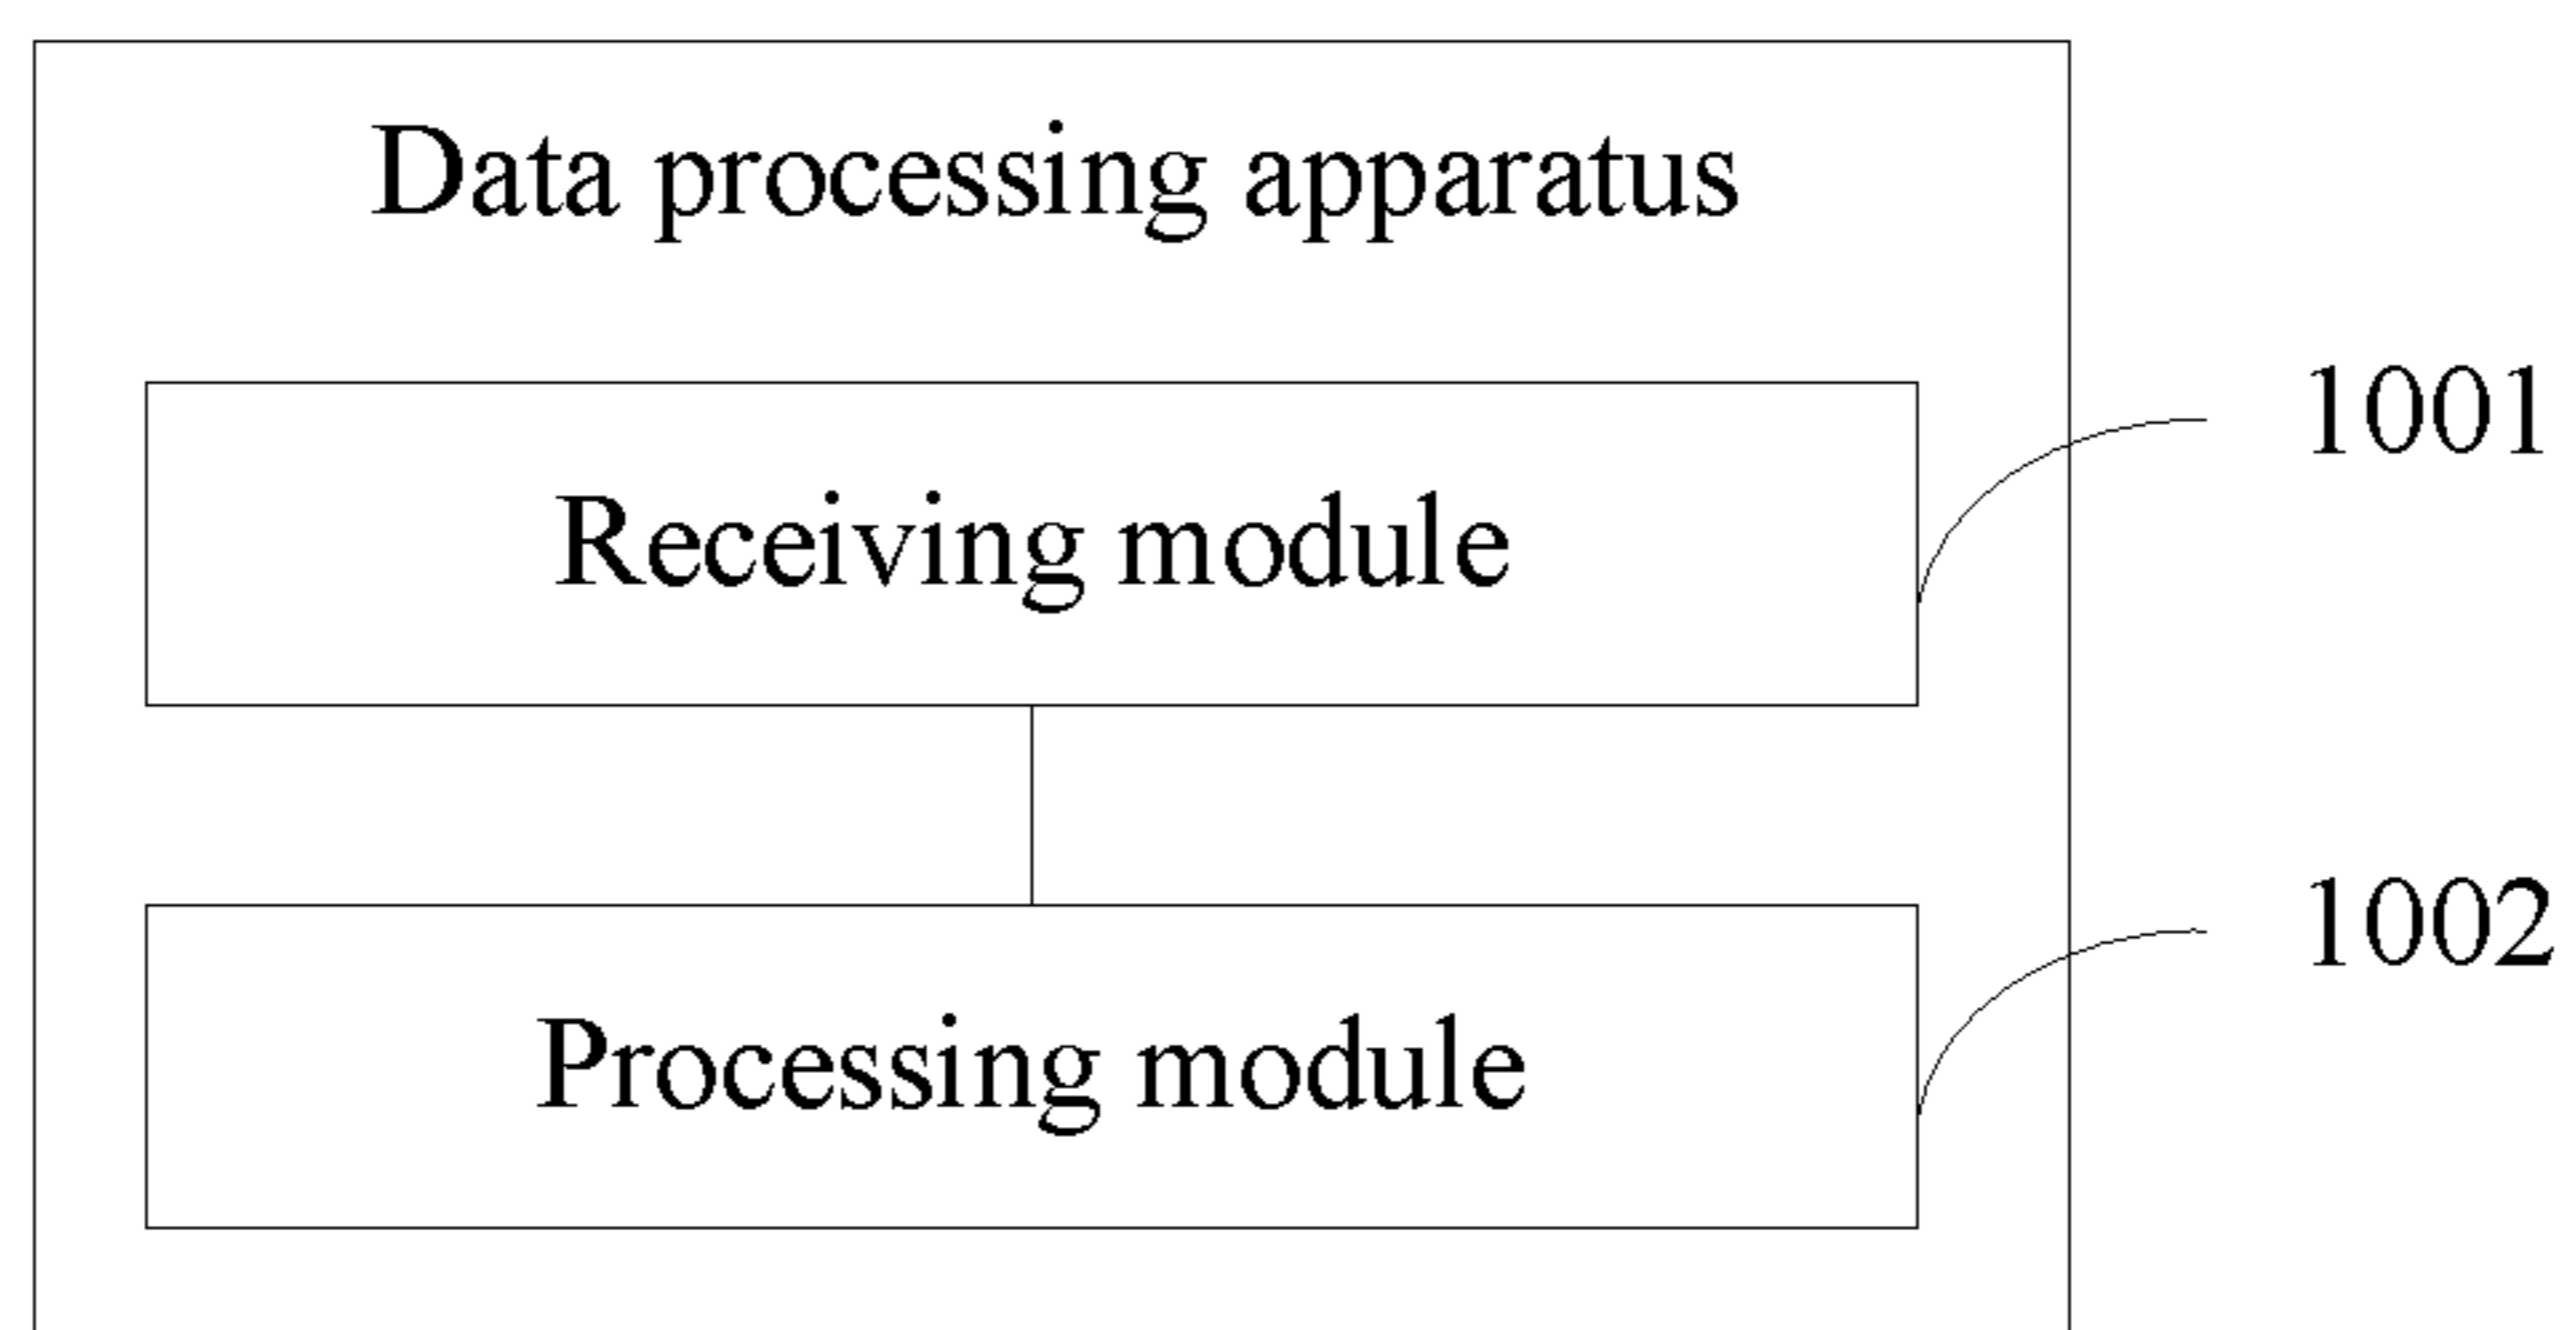 Data processing apparatus
1001
Receiving module
1002
Processing module